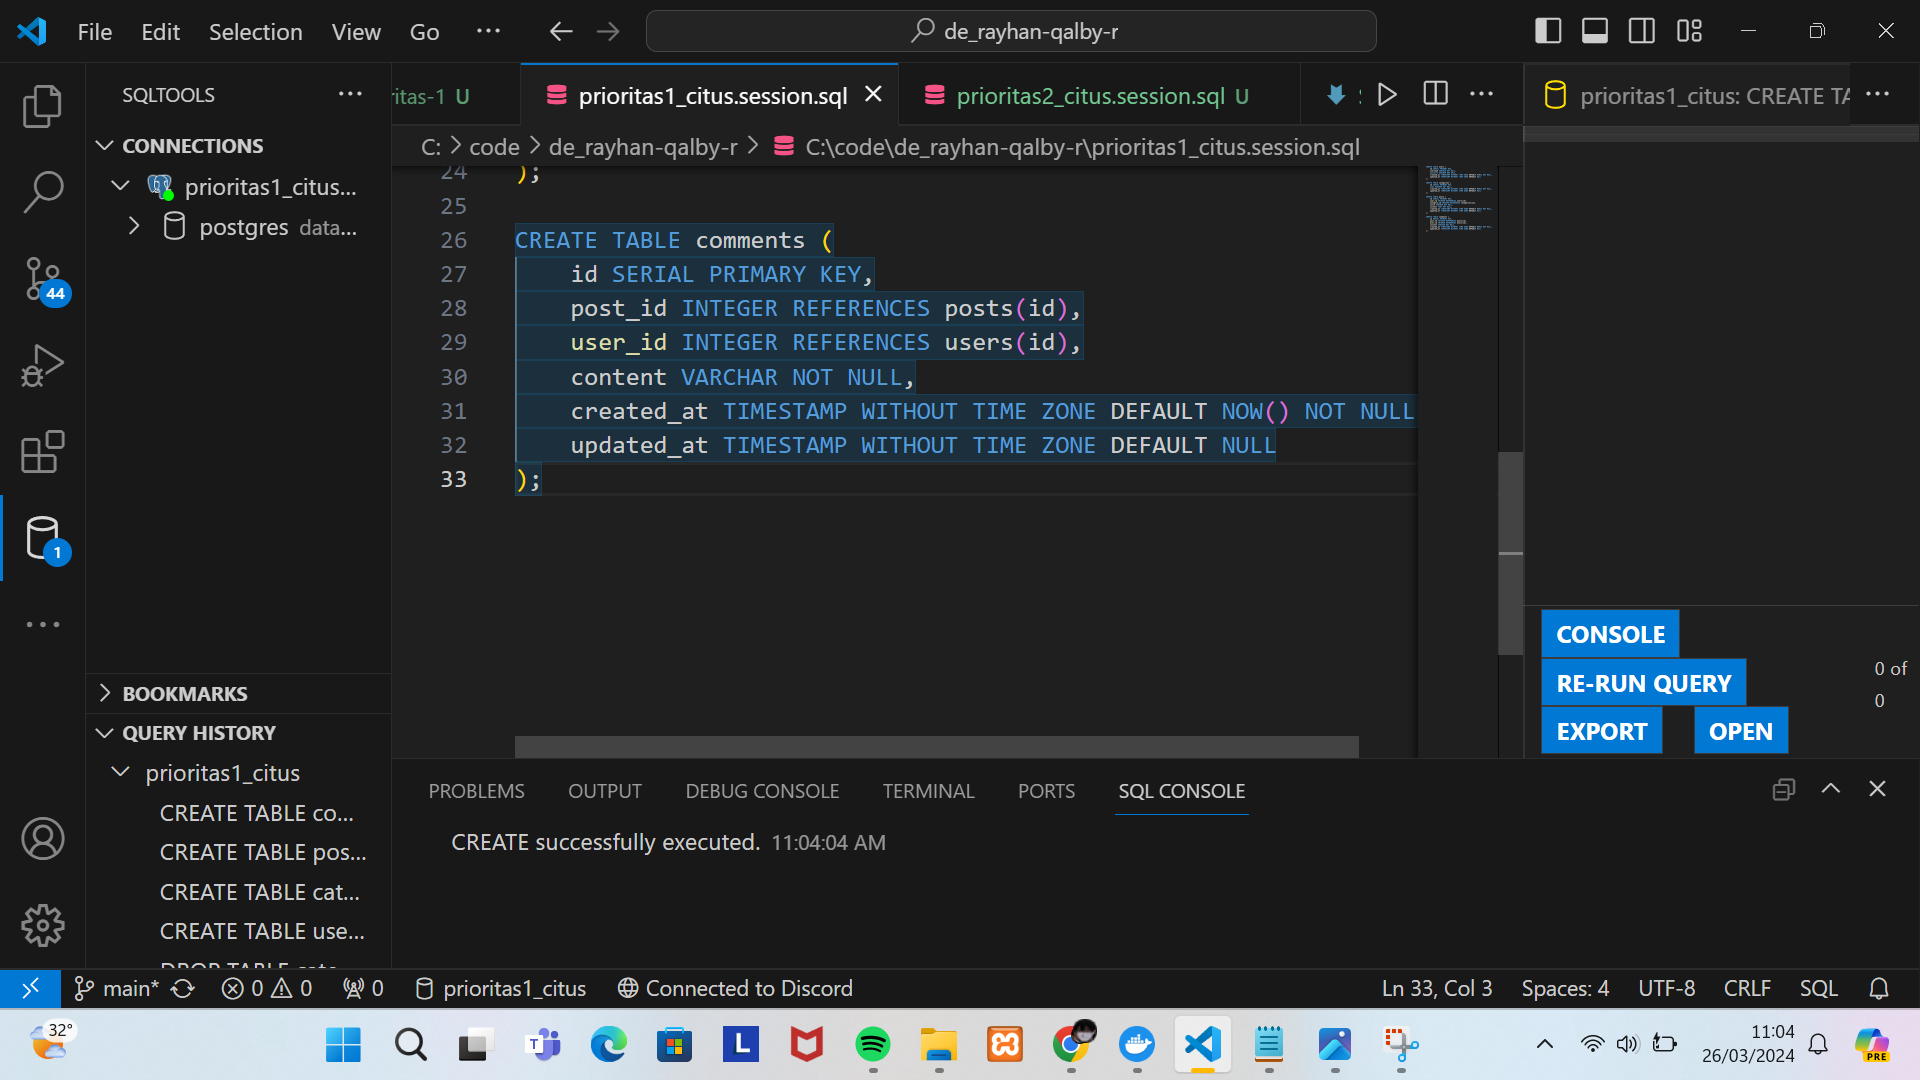 File Edit Selection View Go ···
de_rayhan-qalby-r
SQLTOOLS ···
CONNECTIONS
prioritas1_citus...
postgres data...
44
1
BOOKMARKS
QUERY HISTORY
prioritas1_citus
CREATE TABLE co...
CREATE TABLE pos...
CREATE TABLE cat...
CREATE TABLE use...
DROP TABLE cate...
ritas-1 U
prioritas1_citus.session.sql
prioritas2_citus.session.sql U
prioritas1_citus: CREATE TA
C: > code > de_rayhan-qalby-r > C:\code\de_rayhan-qalby-r\prioritas1_citus.session.sql
24 );
25
26 CREATE TABLE comments (
27 id SERIAL PRIMARY KEY,
28 post_id INTEGER REFERENCES posts(id),
29 user_id INTEGER REFERENCES users(id),
30 content VARCHAR NOT NULL,
31 created_at TIMESTAMP WITHOUT TIME ZONE DEFAULT NOW() NOT NULL
32 updated_at TIMESTAMP WITHOUT TIME ZONE DEFAULT NULL
33 );
CONSOLE
RE-RUN QUERY
EXPORT OPEN
0 of
0
PROBLEMS OUTPUT DEBUG CONSOLE TERMINAL PORTS SQL CONSOLE
CREATE successfully executed. 11:04:04 AM
main* 0 0 0 prioritas1_citus Connected to Discord
Ln 33, Col 3 Spaces: 4 UTF-8 CRLF SQL
32°
T
L
PRE
11:04
26/03/2024